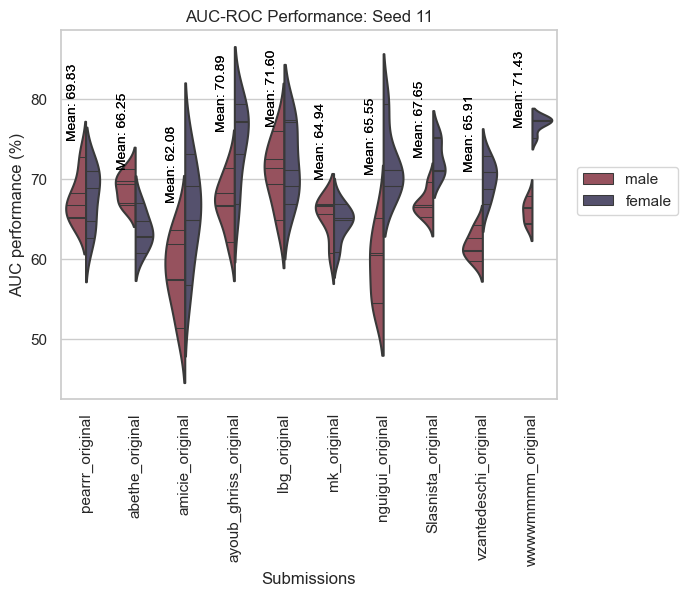 AUC-ROC Performance: Seed 11
AUC performance (%)
80
70
60
50
Mean: 69.83
Mean: 66.25
Mean: 62.08
Mean: 70.89
Mean: 71.60
Mean: 64.94
Mean: 65.55
Mean: 67.65
Mean: 65.91
Mean: 71.43
male
female
pearrr_original
abethe_original
amicie_original
ayoub_ghriss_original
lbg_original
mk_original
nguigui_original
Slasnista_original
vzantedeschi_original
wwwwmmmm_original
Submissions